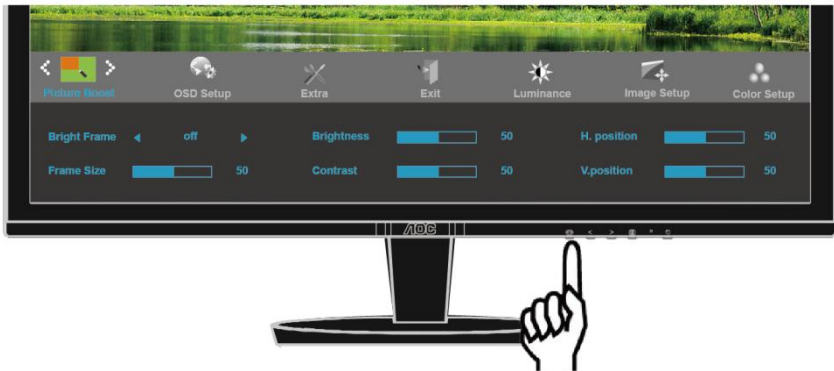 Picture Boost OSD Setup Extra Exit Luminance Image Setup Color Setup
Bright Frame off Brightness 50 H. position 50
Frame Size 50 Contrast 50 V.position 50
AOC